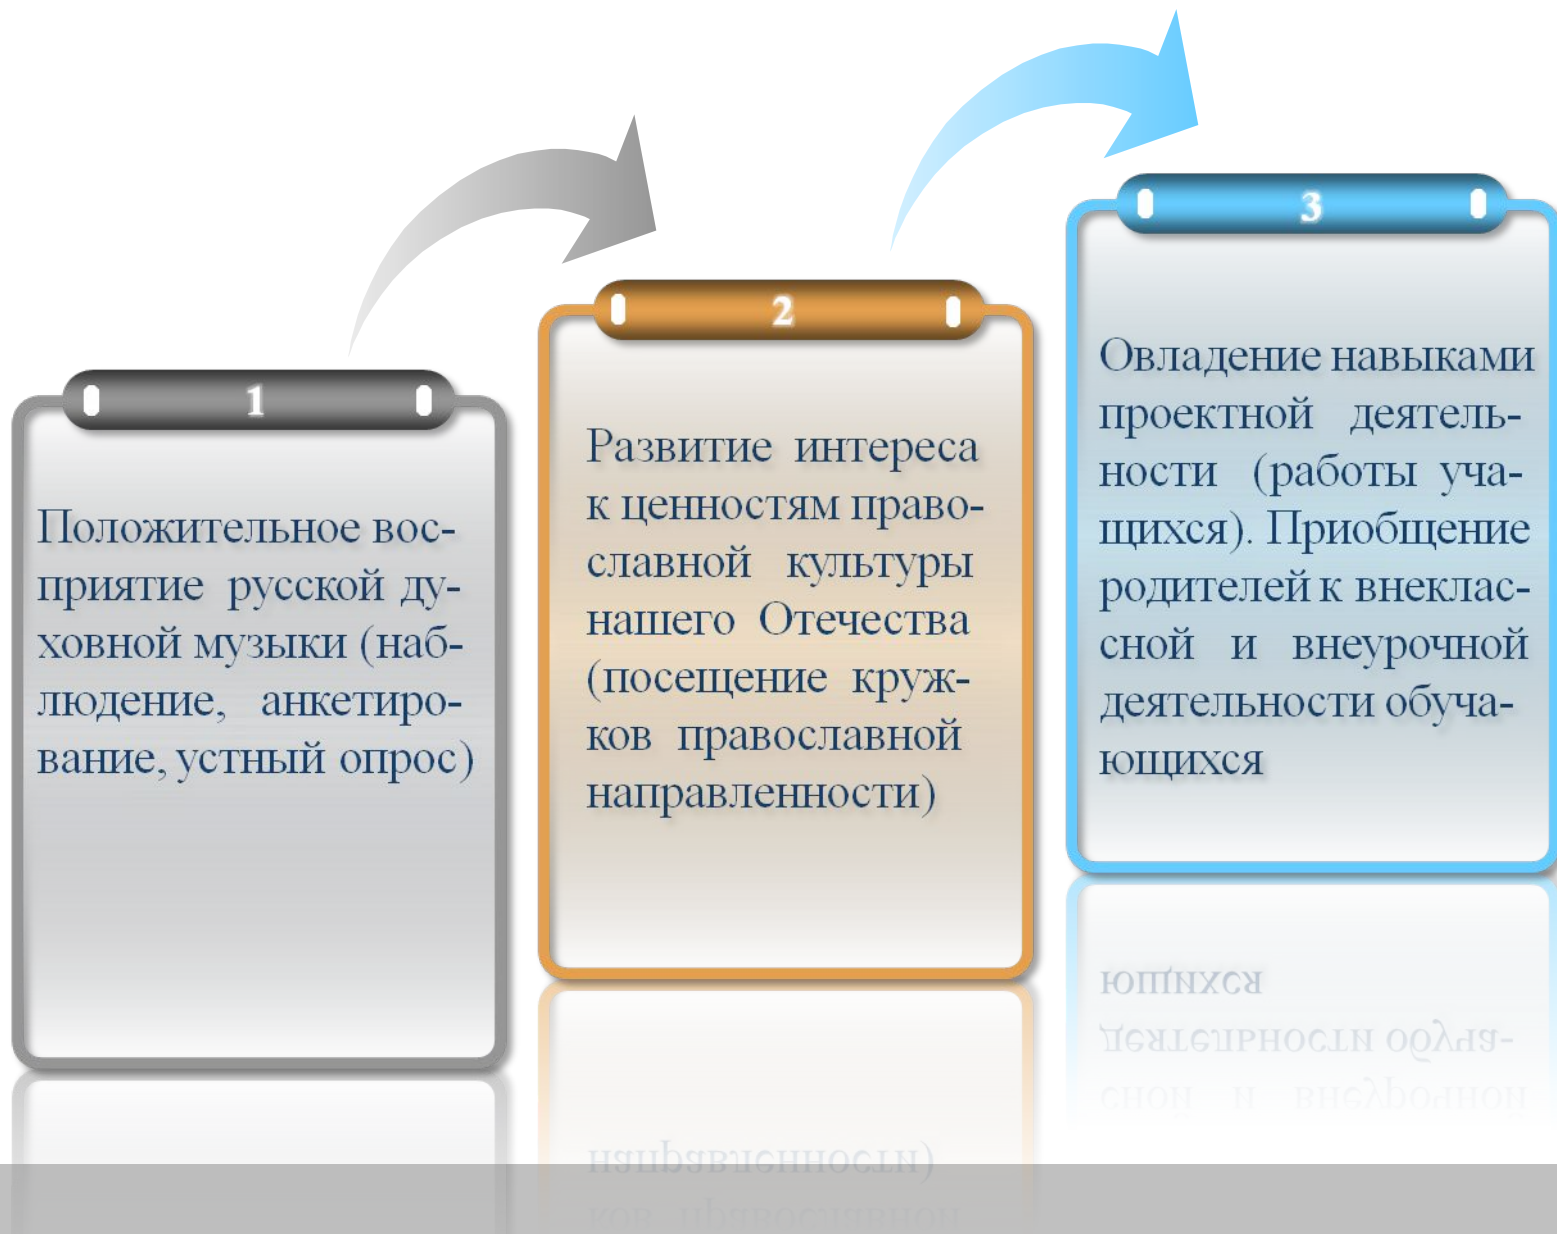 1
Положительное вос-
приятие русской ду-
ховной музыки (наб-
людение, анкетиро-
вание, устный опрос)
2
Развитие интереса
к ценностям право-
славной культуры
нашего Отечества
(посещение круж-
ков православной
направленности)
3
Овладение навыками
проектной деятель-
ности (работы уча-
щихся). Приобщение
родителей к внеклас-
сной и внеурочной
деятельности обуча-
ющихся